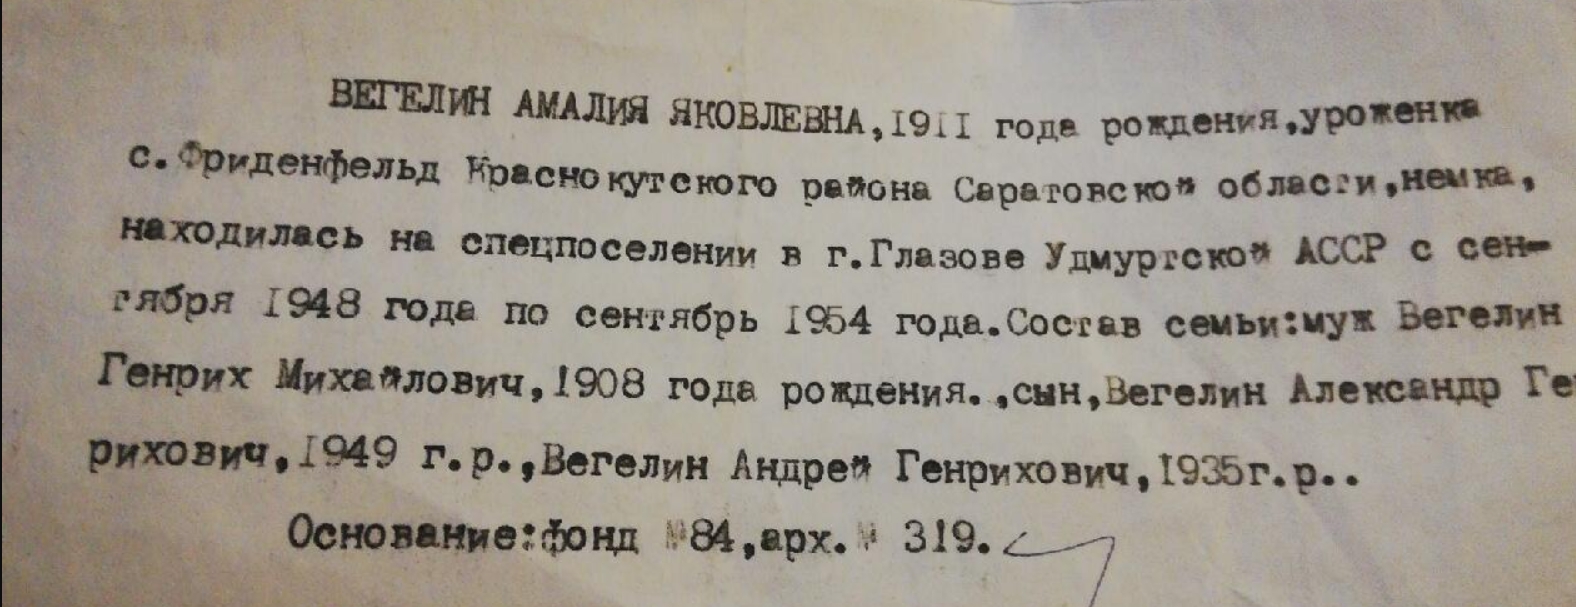 ВЕГЕЛИН АМАЛИЯ ЯКОВЛЕВНА,1911 года рождения,уроженка
с.Фриденфельд Краснокутского района Саратовской области,немка,
находилась на спецпоселении в г.Глазове Удмуртской АССР с сен-
тября 1948 года по сентябрь 1954 года.Состав семьи:муж Вегелин
Генрих Михайлович,1908 года рождения.,сын,Вегелин Александр Ге
рихович,1949 г.р.,Вегелин Андрей Генрихович,1935г.р..
Основание:фонд №84,арх.№ 319.